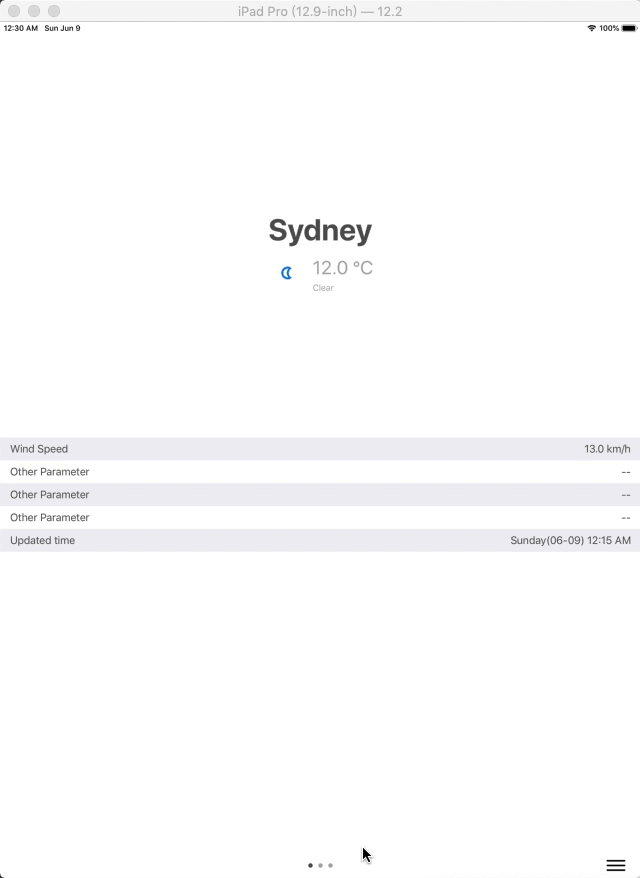 iPad Pro (12.9-inch) — 12.2
12:30 AM Sun Jun 9 100%
Sydney
12.0 °C
Clear
Wind Speed 13.0 km/h
Other Parameter --
Other Parameter --
Other Parameter --
Updated time Sunday(06-09) 12:15 AM